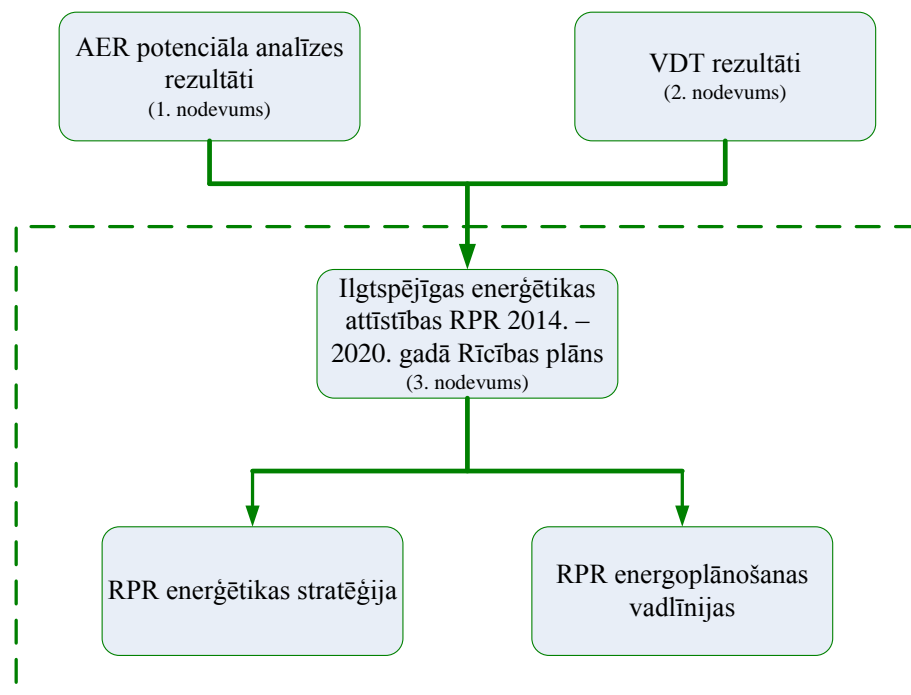 AER potenciāla analīzes
rezultāti
(1. nodevums)
VDT rezultāti
(2. nodevums)
Ilgtspējīgas enerģētikas
attīstības RPR 2014. –
2020. gadā Rīcības plāns
(3. nodevums)
RPR enerģētikas stratēģija
RPR energoplānošanas
vadlīnijas